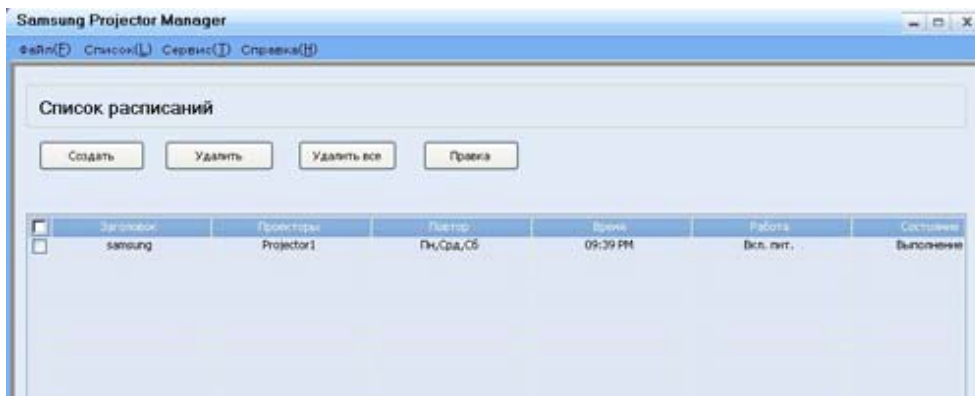 Samsung Projector Manager
Файл(F) Список(L) Сервис(T) Справка(H)
Список расписаний
Создать Удалить Удалить все Правка
Заголовок Проекторы Повтор Время Работа Состояние
samsung Projector1 Пн,Срд,Сб 09:39 PM Вкл. пит. Выполнение